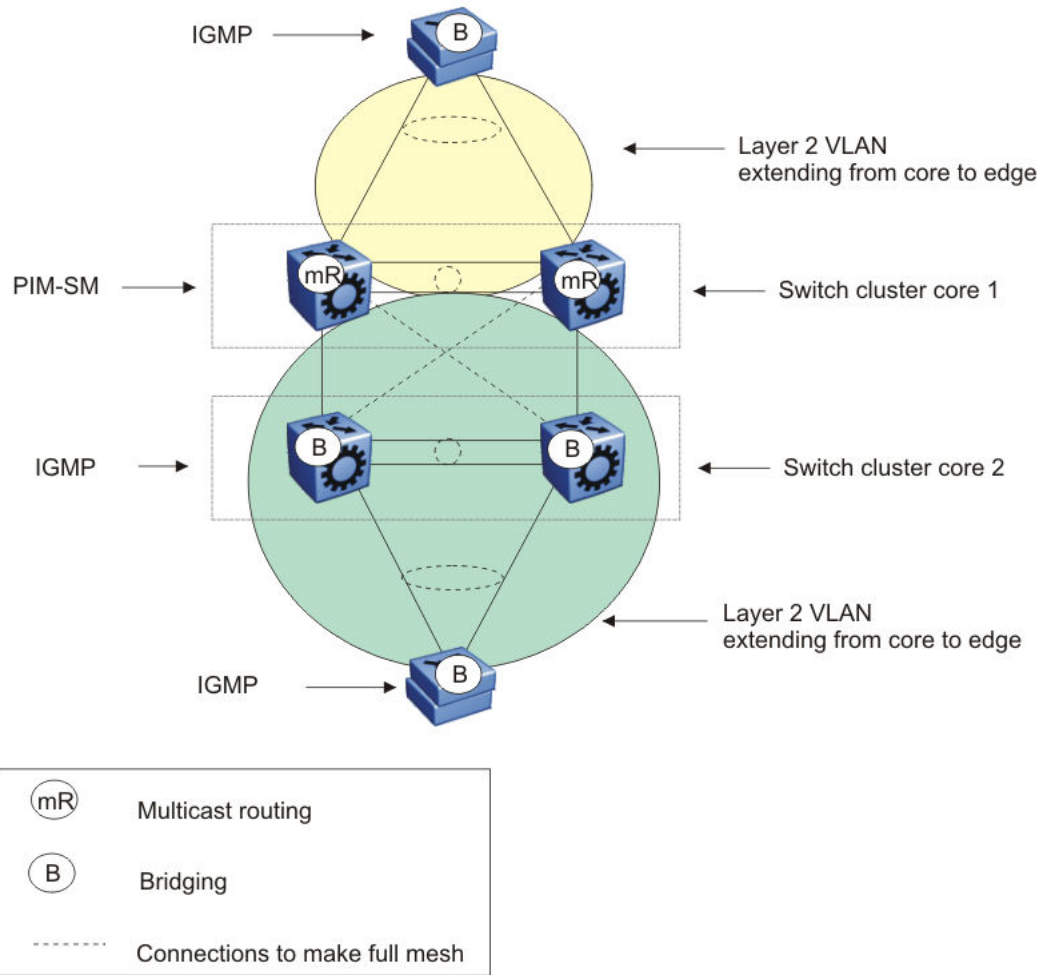 IGMP
B
Layer 2 VLAN
extending from core to edge
PIM-SM
mR
mR
Switch cluster core 1
IGMP
B
B
Switch cluster core 2
Layer 2 VLAN
extending from core to edge
IGMP
B
mR
Multicast routing
B
Bridging
Connections to make full mesh